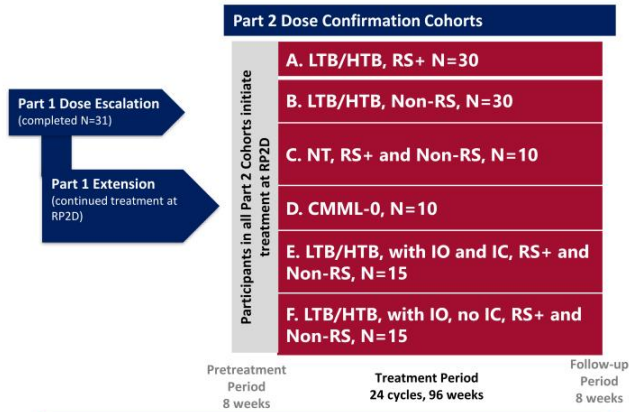 Part 2 Dose Confirmation Cohorts
Part 1 Dose Escalation
(completed N=31)
Part 1 Extension
(continued treatment at
RP2D)
Participants in all Part 2 Cohorts initiate
treatment at RP2D
A. LTB/HTB, RS+ N=30
B. LTB/HTB, Non-RS, N=30
C. NT, RS+ and Non-RS, N=10
D. CMML-0, N=10
E. LTB/HTB, with IO and IC, RS+ and
Non-RS, N=15
F. LTB/HTB, with IO, no IC, RS+ and
Non-RS, N=15
Pretreatment
Period
8 weeks
Treatment Period
24 cycles, 96 weeks
Follow-up
Period
8 weeks